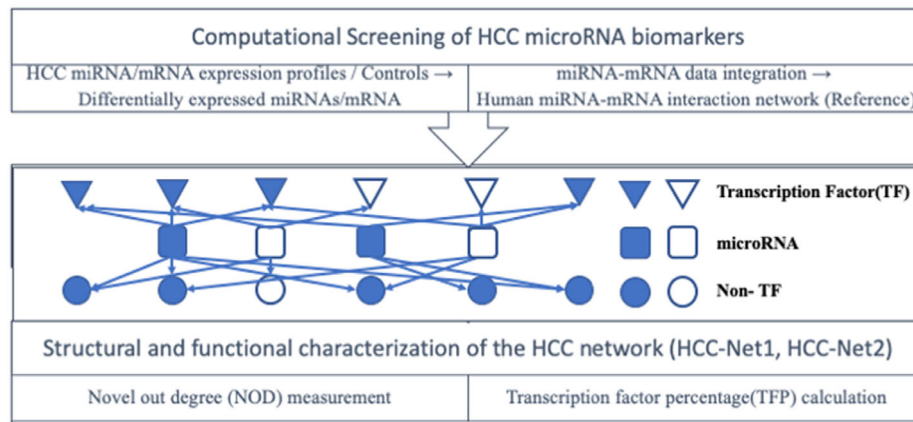 Computational Screening of HCC microRNA biomarkers
HCC miRNA/mRNA expression profiles / Controls →
Differentially expressed miRNAs/mRNA
miRNA-mRNA data integration →
Human miRNA-mRNA interaction network (Reference)
Transcription Factor(TF)
microRNA
Non- TF
Structural and functional characterization of the HCC network (HCC-Net1, HCC-Net2)
Novel out degree (NOD) measurement
Transcription factor percentage(TFP) calculation